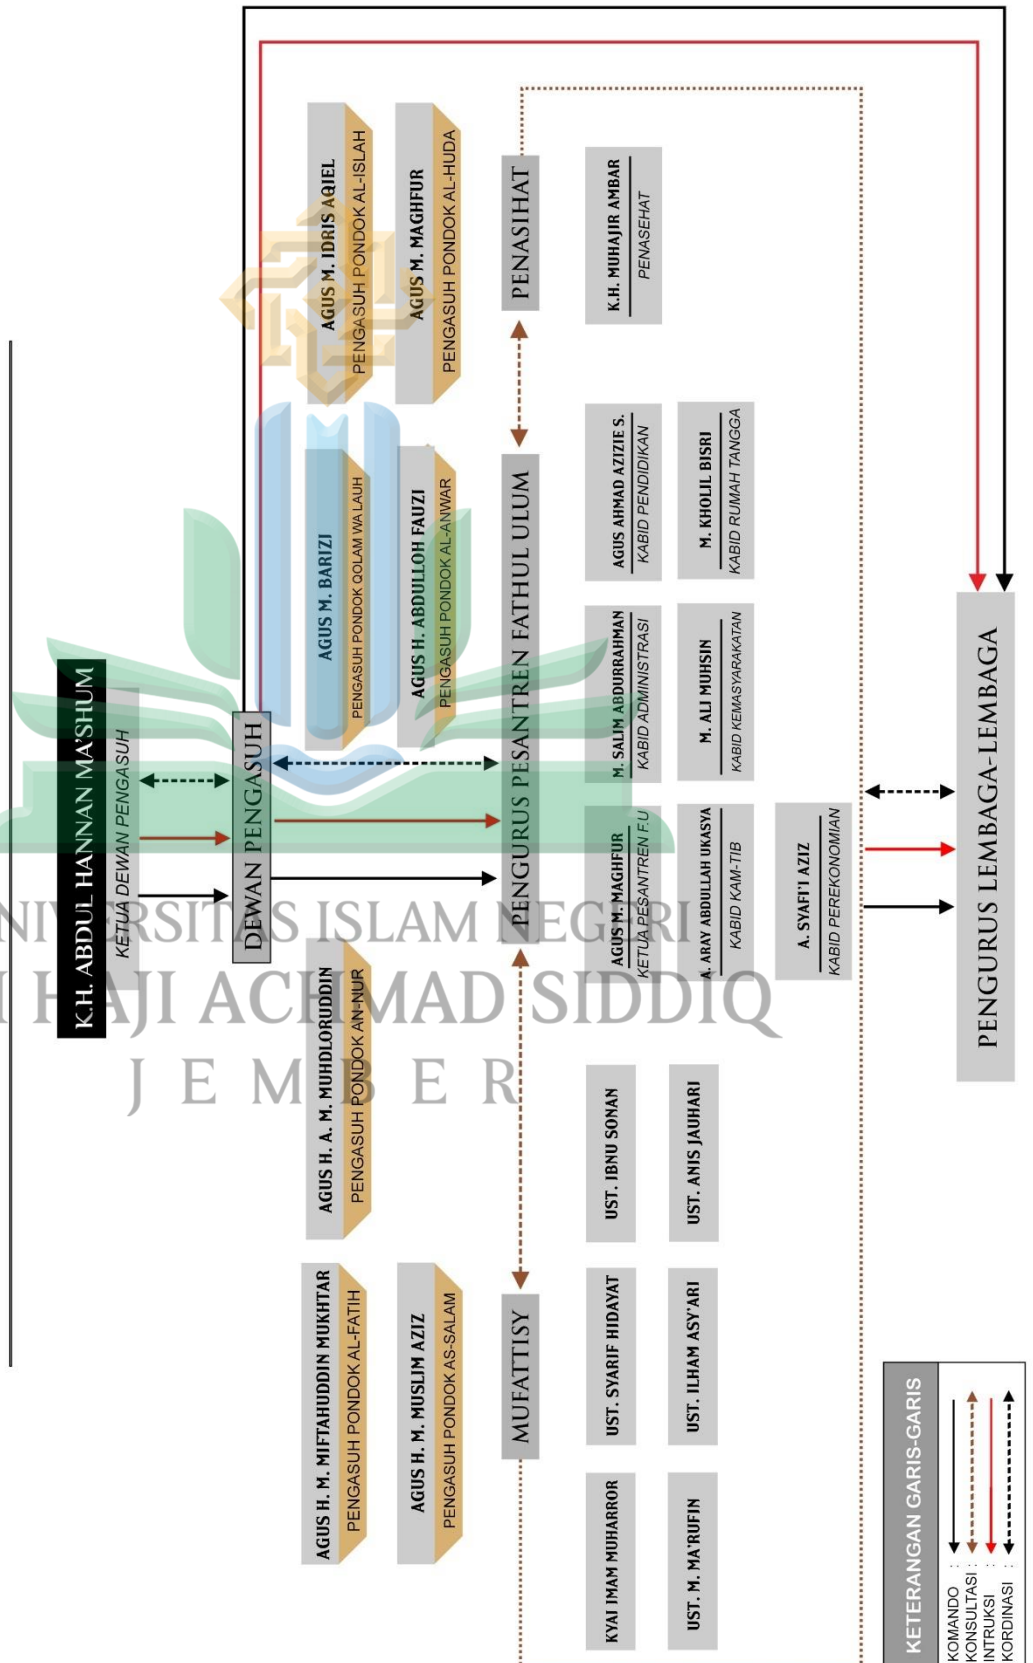 K.H. ABDUL HANNAN MA'SHUM
KETUA DEWAN PENGASUH
DEWAN PENGASUH
AGUS H. M. MIFTAHUDDIN MUKHTAR
PENGASUH PONDOK AL-FATIH
AGUS H. A. M. MUHDLORUDDIN
PENGASUH PONDOK AN-NUR
AGUS M. BARIZI
PENGASUH PONDOK QOLAM WA LAUH
AGUS M. IDRIS AQIEL
PENGASUH PONDOK AL-ISLAH
AGUS H. M. MUSLIM AZIZ
PENGASUH PONDOK AS-SALAM
AGUS H. ABDULLOH FAUZI
PENGASUH PONDOK AL-ANWAR
AGUS M. MAGHFUR
PENGASUH PONDOK AL-HUDA
MUFATTISY
PENGURUS PESANTREN FATHUL ULUM
PENASIHAT
KYAI IMAM MUHARROR
UST. SYARIF HIDAYAT
UST. IBNU SONAN
UST. M. MA'RUFIN
UST. ILHAM ASY'ARI
UST. ANIS JAUHARI
AGUS M. MAGHFUR
KETUA PESANTREN F.U
M. SALIM ABDURRAHMAN
KABID ADMINISTRASI
AGUS AHMAD AZIZIE S.
KABID PENDIDIKAN
A. ARAY ABDULLAH UKASYA
KABID KAM-TIB
M. ALI MUHSIN
KABID KEMASYARAKATAN
M. KHOLIL BISRI
KABID RUMAH TANGGA
A. SYAFI'I AZIZ
KABID PEREKONOMIAN
K.H. MUHAJIR AMBAR
PENASEHAT
PENGURUS LEMBAGA-LEMBAGA
KETERANGAN GARIS-GARIS
KOMANDO :
KONSULTASI :
INTRUKSI :
KORDINASI :
NIVERSITAS ISLAM NEGERI
HAJI ACHMAD SIDDIQ
JEMBER